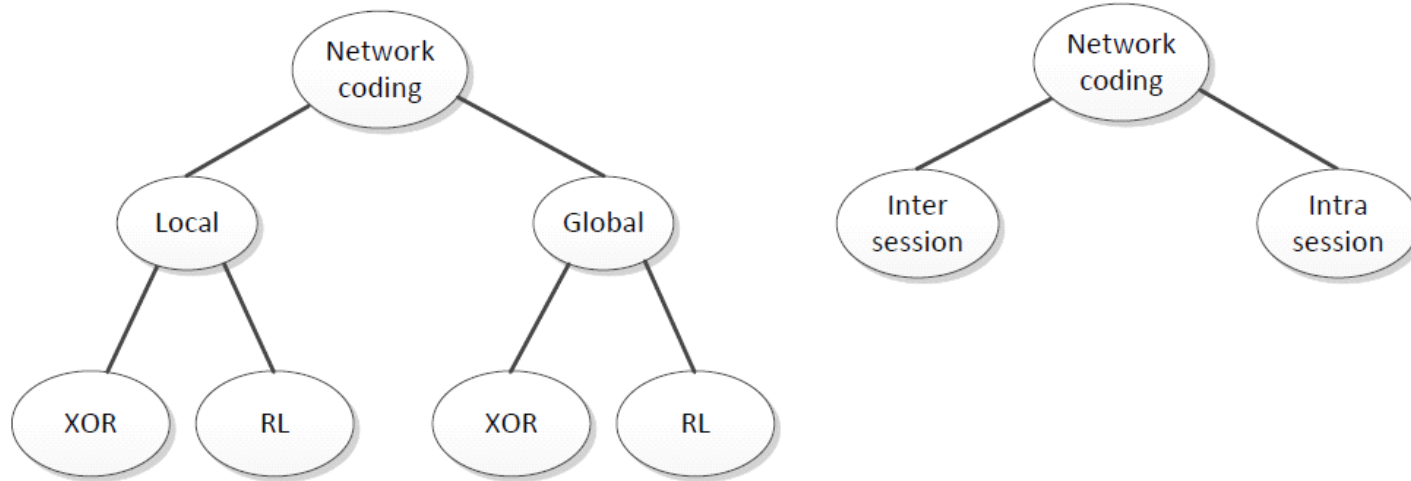 Network
coding
Local
Global
XOR
RL
XOR
RL
Network
coding
Inter
session
Intra
session